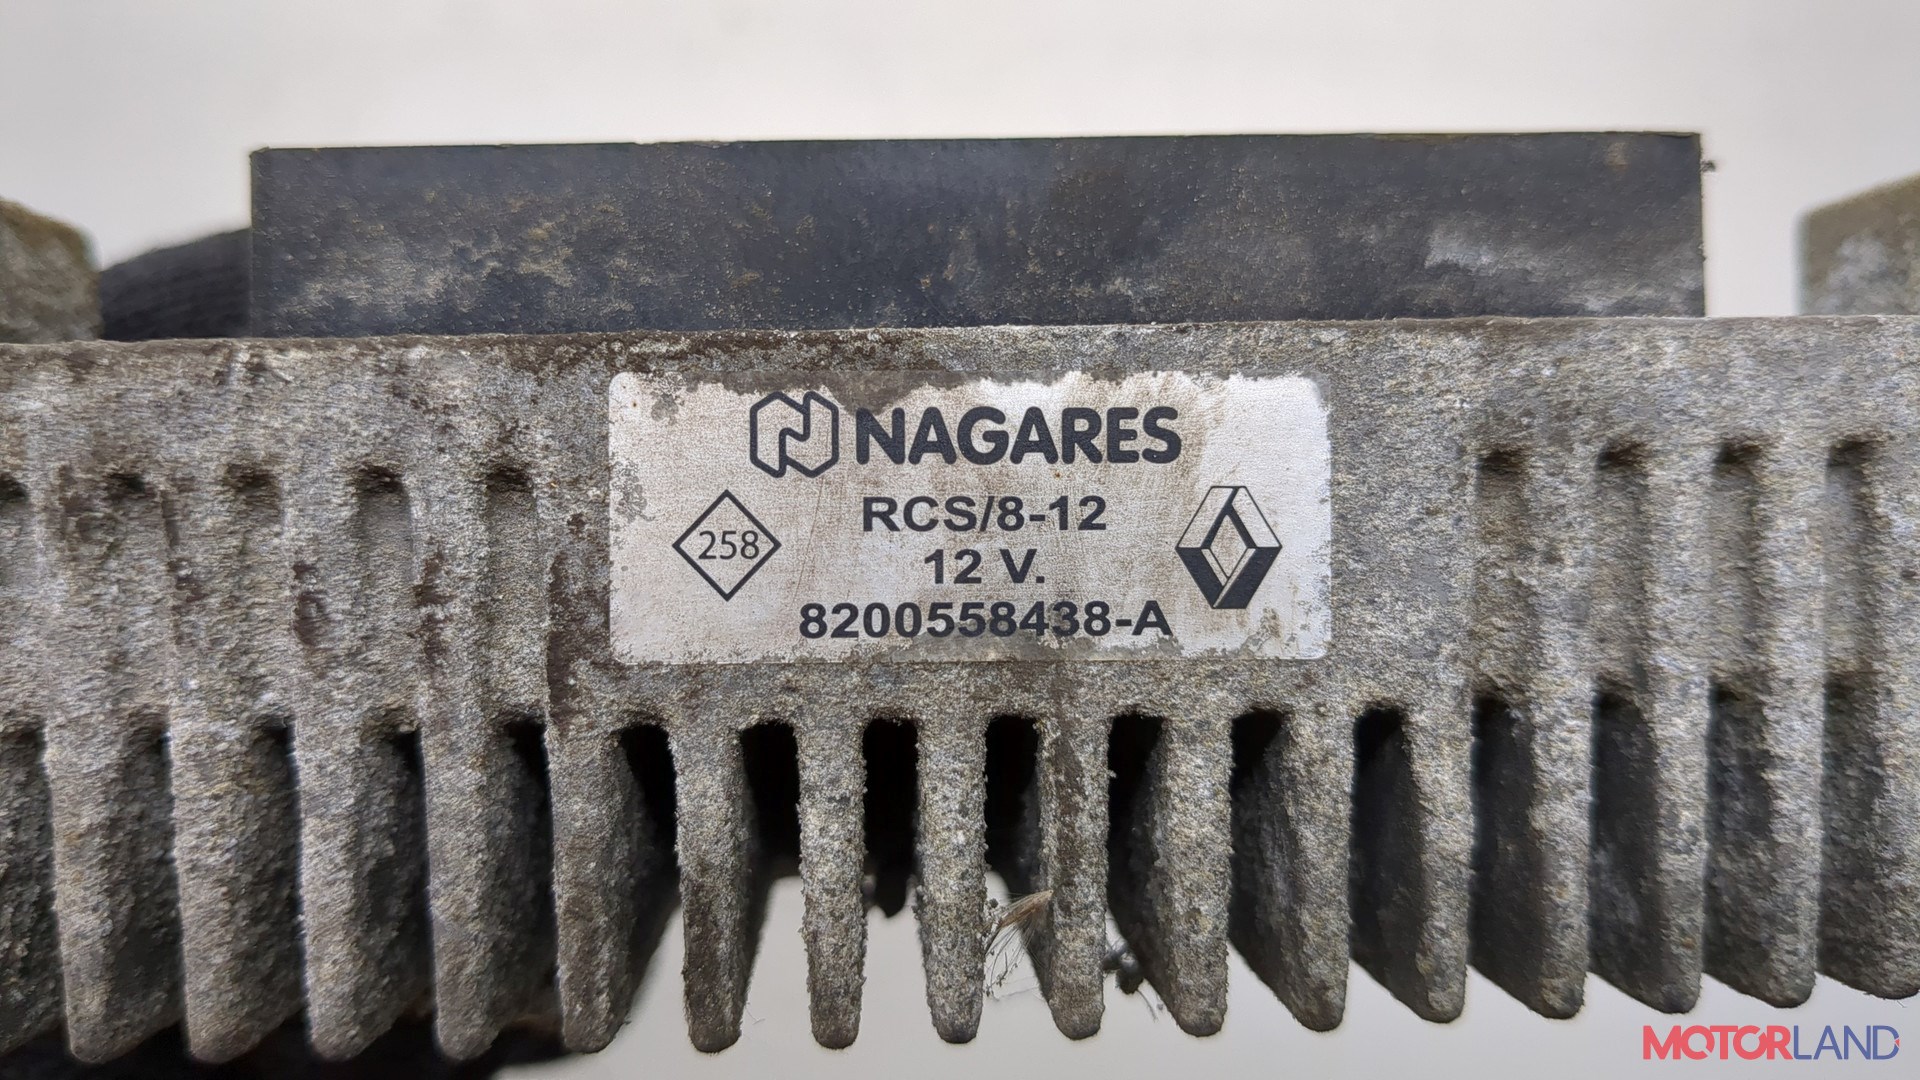 NAGARES
RCS/8-12
258
12 V.
8200558438-A
MOTORLAND